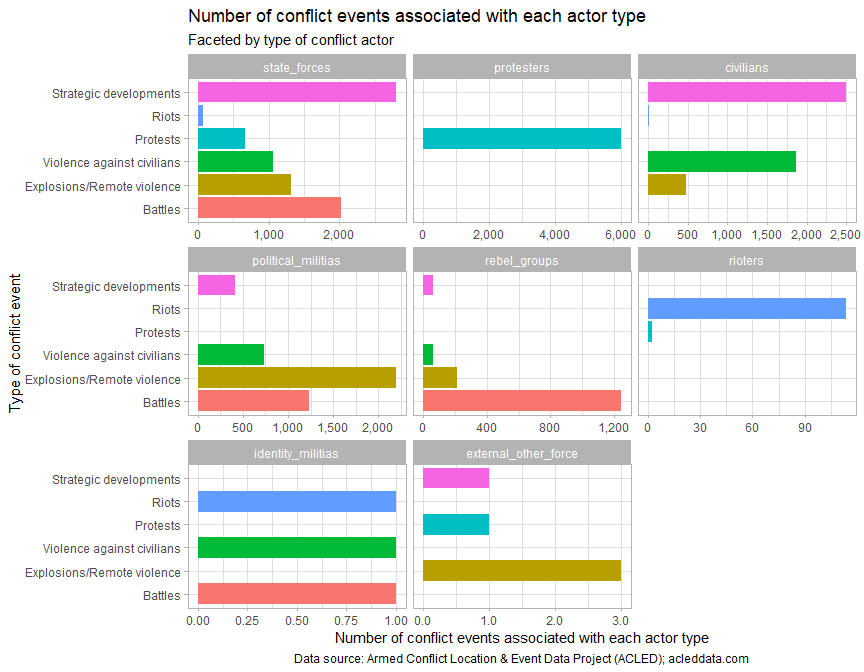 Number of conflict events associated with each actor type
Faceted by type of conflict actor
state_forces protesters civilians
Strategic developments
Riots
Protests
Violence against civilians
Explosions/Remote violence
Battles
0 1,000 2,000 0 2,000 4,000 6,000 0 500 1,000 1,500 2,000 2,500
political_militias rebel_groups rioters
Strategic developments
Riots
Protests
Violence against civilians
Explosions/Remote violence
Battles
0 500 1,000 1,500 2,000 0 400 800 1,200 0 30 60 90
identity_militias external_other_force
Strategic developments
Riots
Protests
Violence against civilians
Explosions/Remote violence
Battles
0.00 0.25 0.50 0.75 1.00 0.0 1.0 2.0 3.0
Type of conflict event
Number of conflict events associated with each actor type
Data source: Armed Conflict Location & Event Data Project (ACLED); acleddata.com